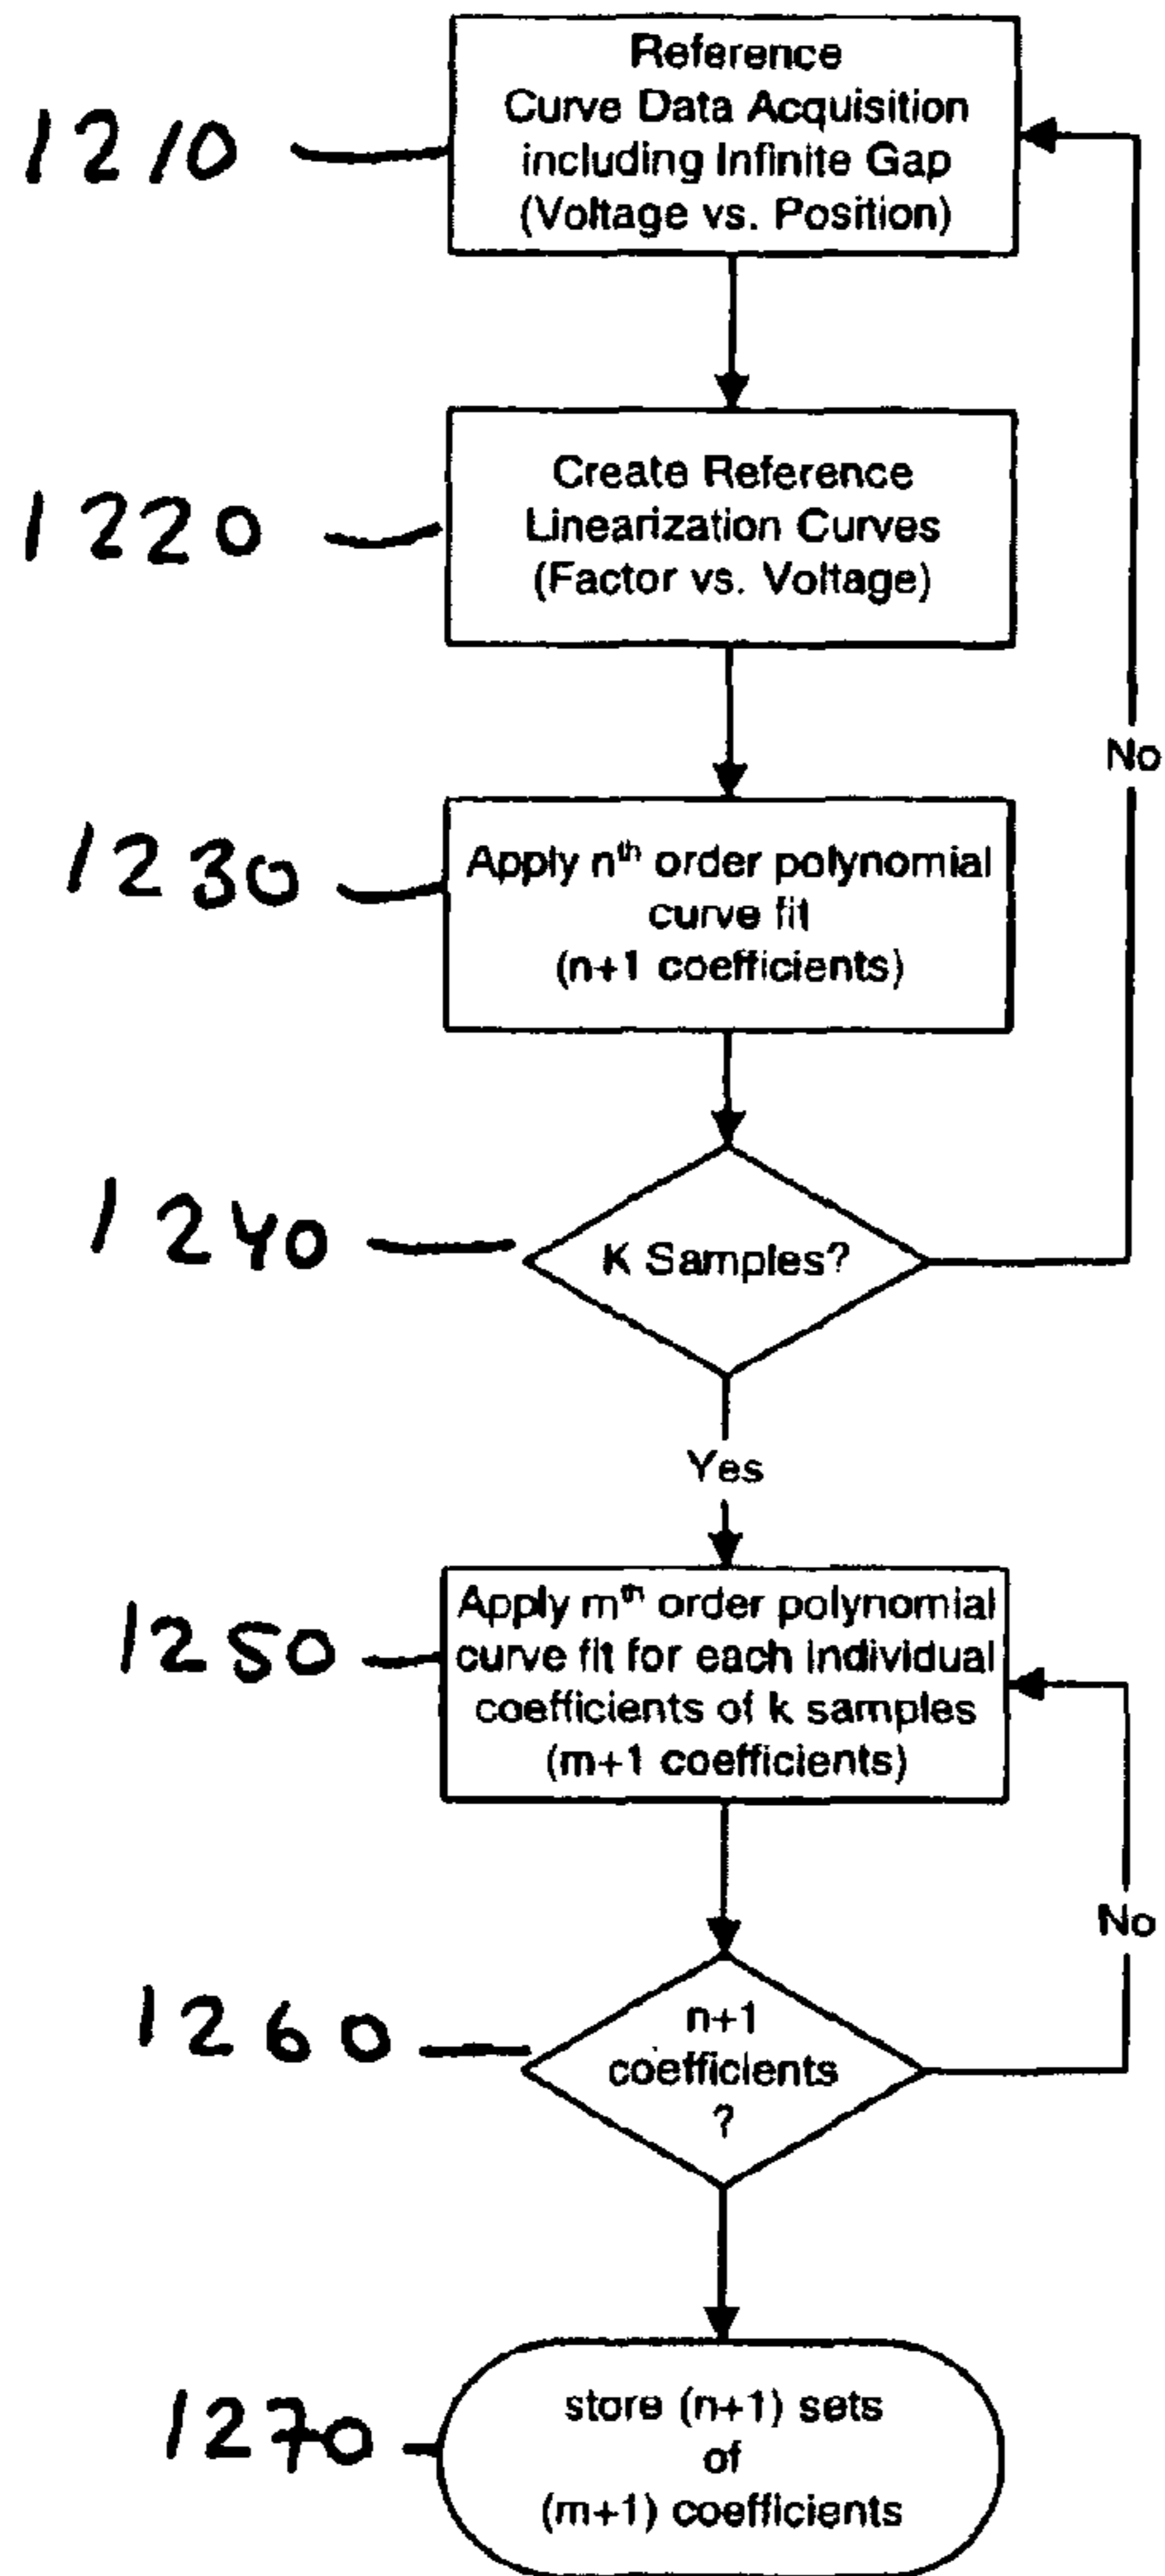 1210
Reference
Curve Data Acquisition
including Infinite Gap
(Voltage vs. Position)
1220
Create Reference
Linearization Curves
(Factor vs. Voltage)
No
1230
Apply nth order polynomial
curve fit
(n+1 coefficients)
1240
K Samples?
Yes
1250
Apply mth order polynomial
curve fit for each individual
coefficients of k samples
(m+1 coefficients)
No
1260
n+1
coefficients
?
1270
store (n+1) sets
of
(m+1) coefficients